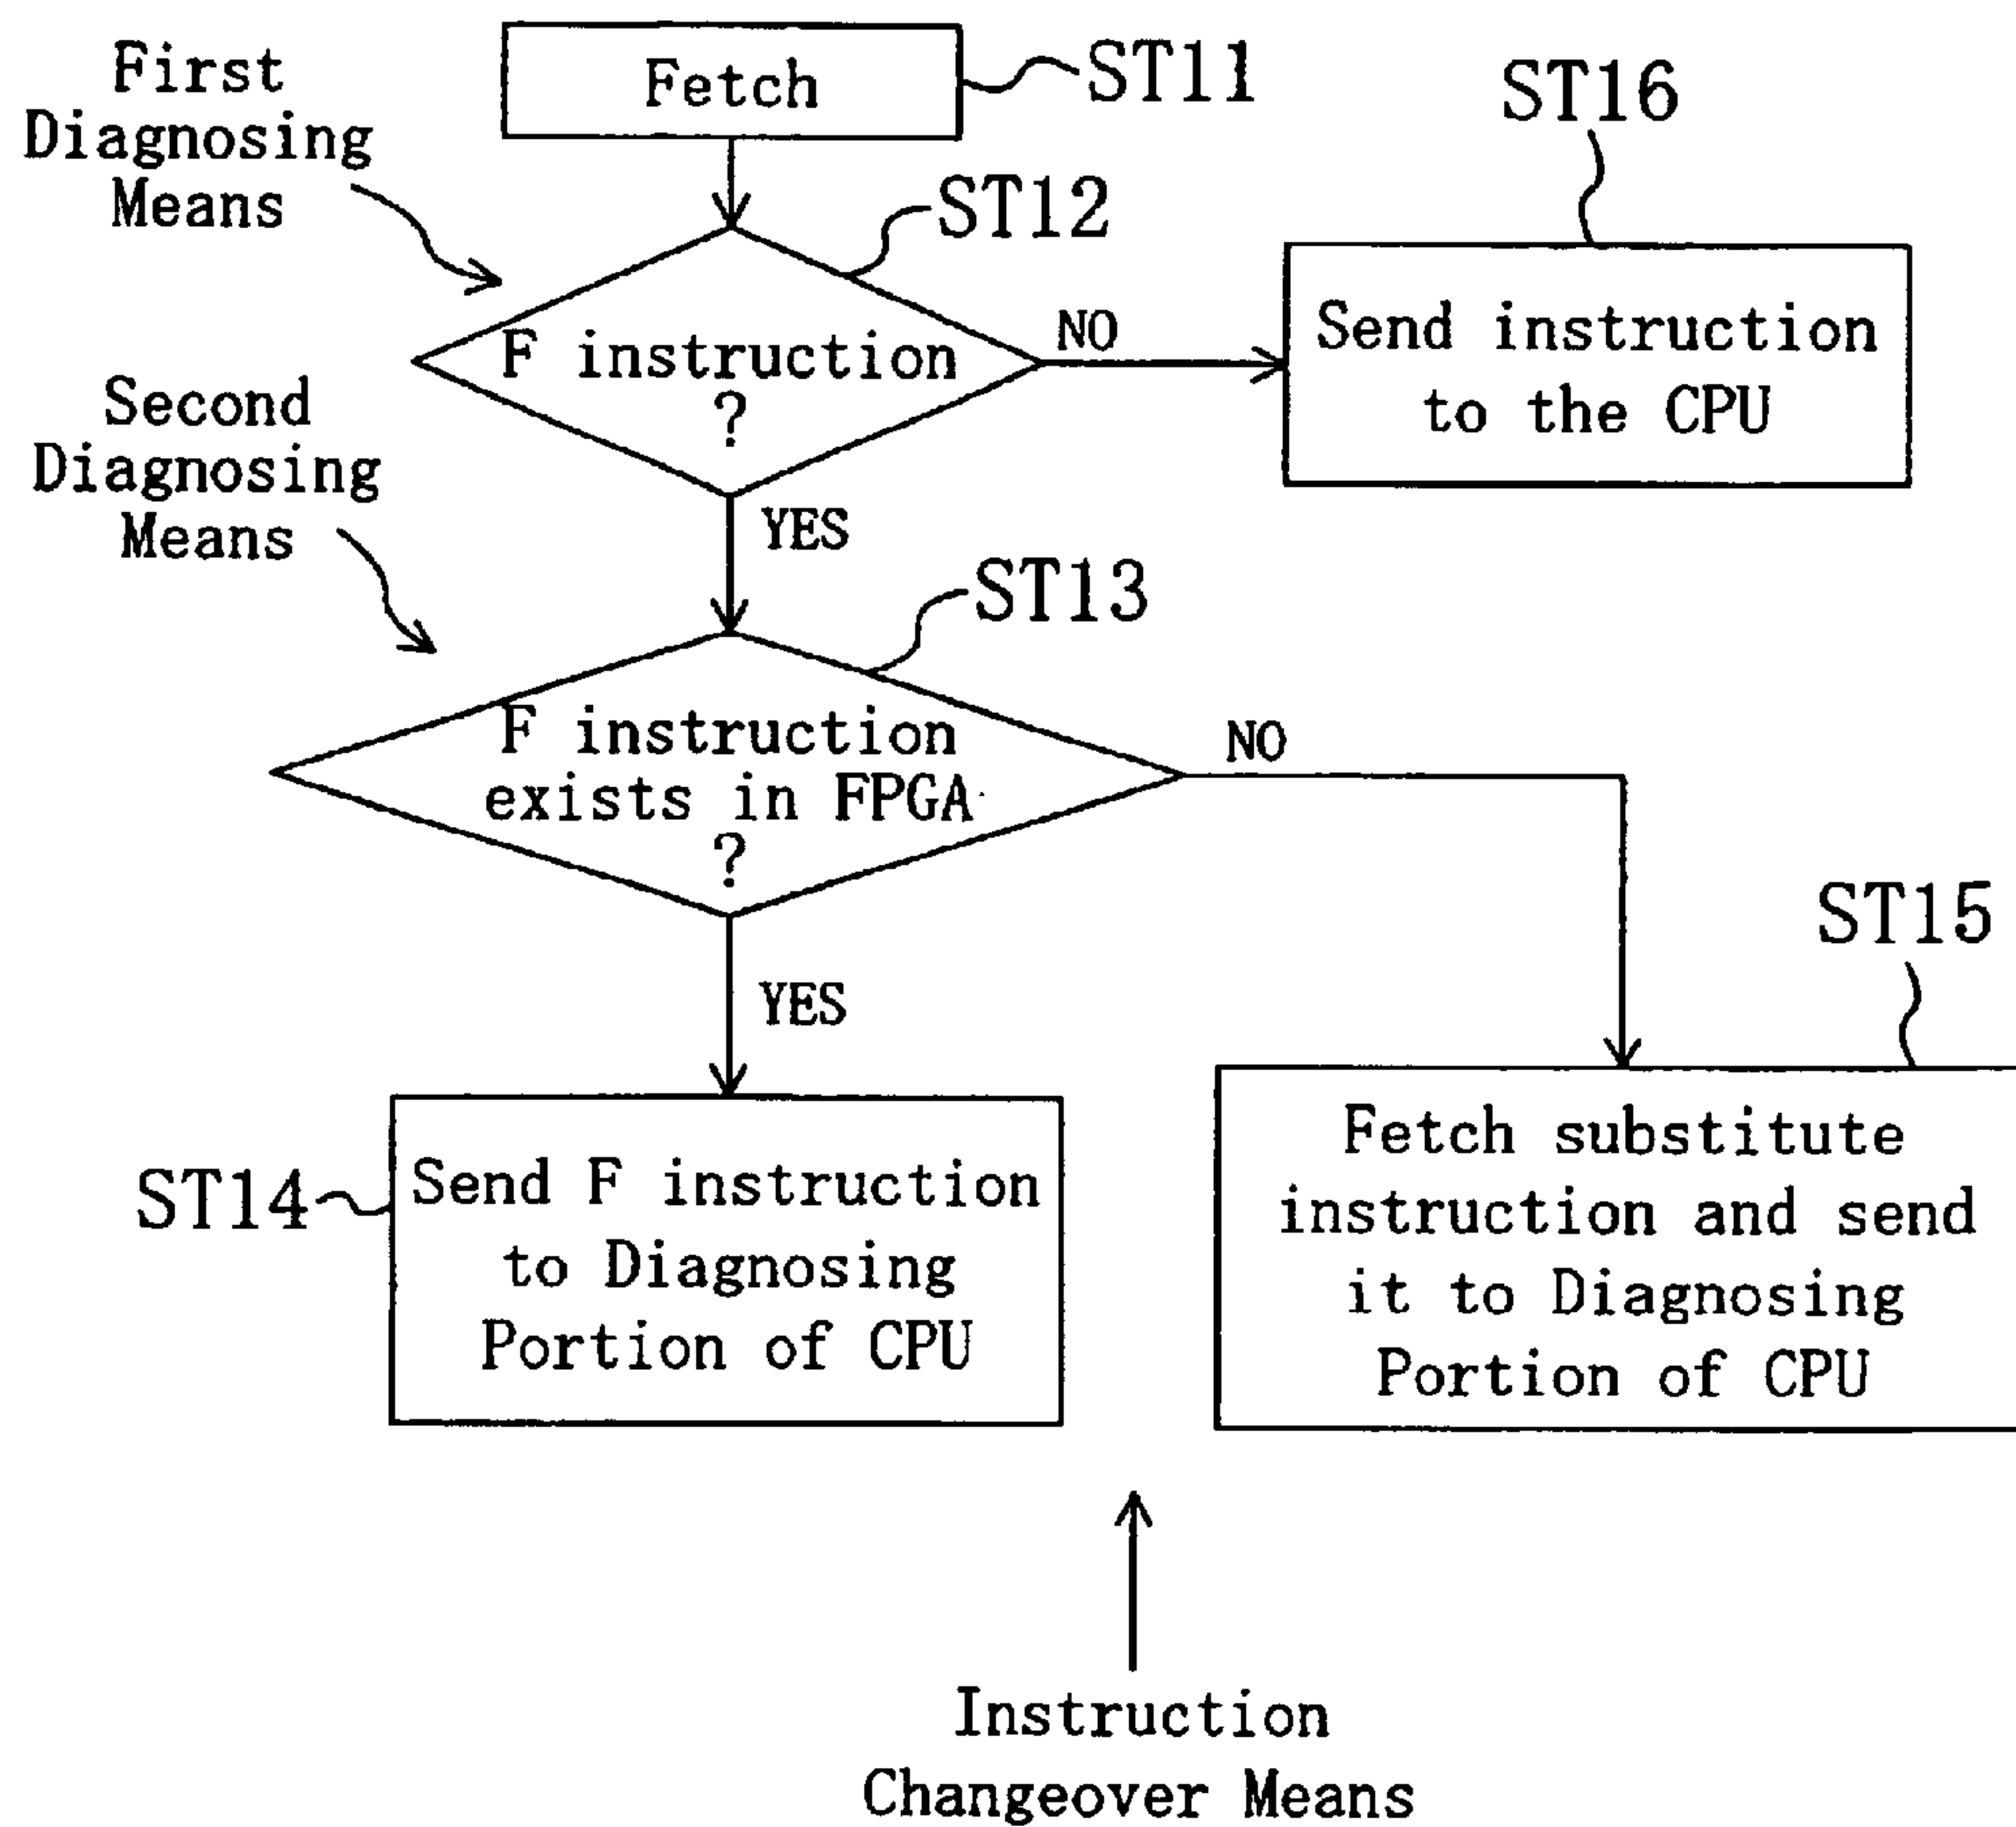 First
Diagnosing
Means
Fetch
ST11
ST16
ST12
F instruction
?
NO
Send instruction
to the CPU
Second
Diagnosing
Means
YES
ST13
F instruction
exists in FPGA
?
NO
YES
ST15
ST14
Send F instruction
to Diagnosing
Portion of CPU
Fetch substitute
instruction and send
it to Diagnosing
Portion of CPU
Instruction
Changeover Means